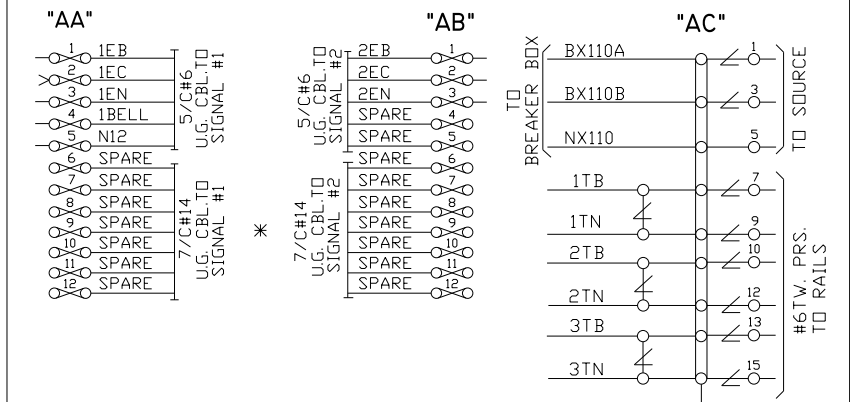 "AA"
1 1EB
2 1EC
3 1EN
4 1BELL
5 N12
6 SPARE
7 SPARE
8 SPARE
9 SPARE
10 SPARE
11 SPARE
12 SPARE
5/C#6
U.G. CBL.TO
SIGNAL #1
7/C#14
U.G. CBL.TO
SIGNAL #1
*
"AB"
5/C#6
U.G. CBL.TO
SIGNAL #2
7/C#14
U.G. CBL.TO
SIGNAL #2
2EB 1
2EC 2
2EN 3
SPARE 4
SPARE 5
SPARE 6
SPARE 7
SPARE 8
SPARE 9
SPARE 10
SPARE 11
SPARE 12
"AC"
TO
BREAKER BOX
BX110A 1
BX110B 3
NX110 5
TO SOURCE
1TB 7
1TN 9
2TB 10
2TN 12
3TB 13
3TN 15
#6TW. PRS.
TO RAILS